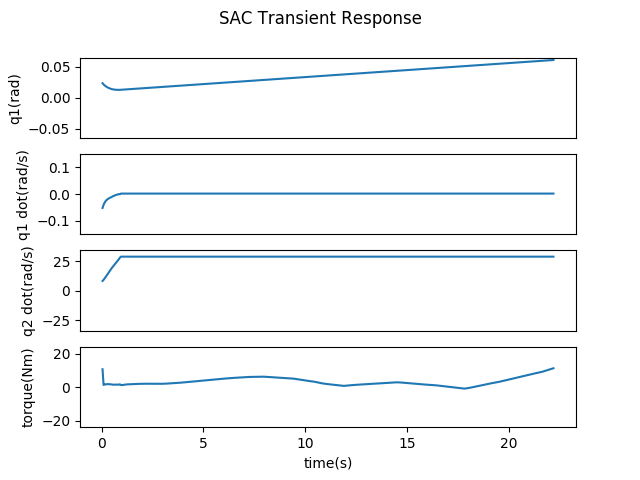 SAC Transient Response
q1(rad)
0.05
0.00
−0.05
q1 dot(rad/s)
0.1
0.0
−0.1
q2 dot(rad/s)
25
0
−25
torque(Nm)
20
0
−20
0 5 10 15 20
time(s)